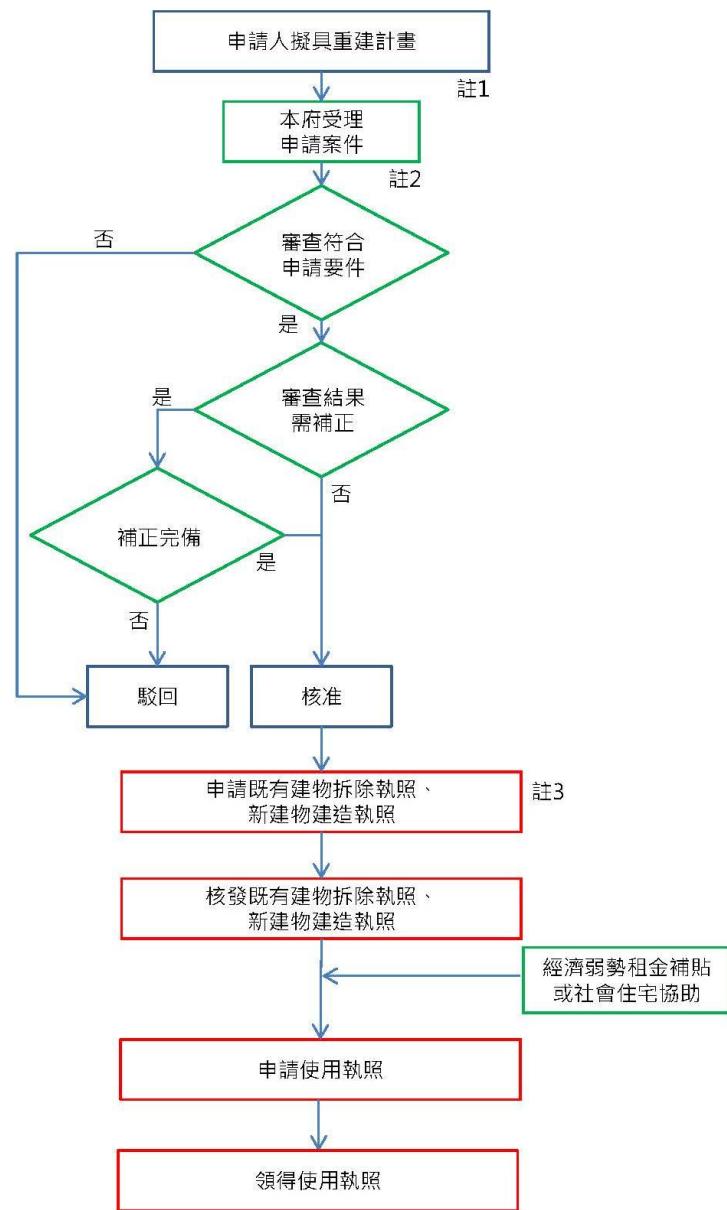 申請人擬具重建計畫
註1
本府受理
申請案件
註2
否
審查符合
申請要件
是
是
審查結果
需補正
否
補正完備
是
否
駁回
核准
申請既有建物拆除執照、
新建物建造執照
註3
核發既有建物拆除執照、
新建物建造執照
經濟弱勢租金補貼
或社會住宅協助
申請使用執照
領得使用執照